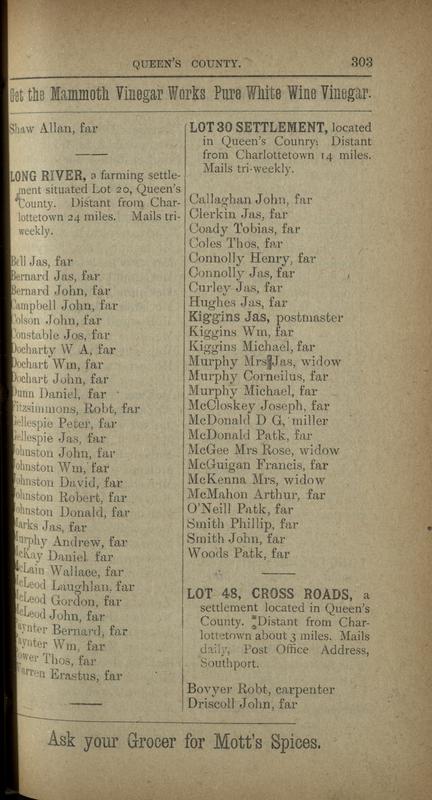 QUEEN'S COUNTY. 303
Get the Mammoth Vinegar Works Pure White Wine Vinegar.
Shaw Allan, far
LONG RIVER, a farming settle-
ment situated Lot 20, Queen's
County. Distant from Char-
lottetown 24 miles. Mails tri-
weekly.
Bell Jas, far
Bernard Jas, far
Bernard John, far
Campbell John, far
Colson John, far
Constable Jos, far
Docharty W A, far
Dochart Wm, far
Dochart John, far
Dunn Daniel, far
Fitzsimmons, Robt, far
Gellespie Peter, far
Gellespie Jas, far
Johnston John, far
Johnston Wm, far
Johnston David, far
Johnston Robert, far
Johnston Donald, far
Marks Jas, far
Murphy Andrew, far
McKay Daniel far
McLain Wallace, far
McLeod Laughlan, far
McLeod Gordon, far
McLeod John, far
Paynter Bernard, far
Paynter Wm, far
Thos, far
Warren Erastus, far
LOT 30 SETTLEMENT, located
in Queen's Counry: Distant
from Charlottetown 14 miles.
Mails tri-weekly.
Callaghan John, far
Clerkin Jas, far
Coady Tobias, far
Coles Thos, far
Connolly Henry, far
Connolly Jas, far
Curley Jas, far
Hughes Jas, far
Kiggins Jas, postmaster
Kiggins Wm, far
Kiggins Michael, far
Murphy Mrs Jas, widow
Murphy Corneilus, far
Murphy Michael, far
McCloskey Joseph, far
McDonald D G, miller
McDonald Patk, far
McGee Mrs Rose, widow
McGuigan Francis, far
McKenna Mrs, widow
McMahon Arthur, far
O'Neill Patk, far
Smith Phillip, far
Smith John, far
Woods Patk, far
LOT 48, CROSS ROADS, a
settlement located in Queen's
County. Distant from Char-
lottetown about 3 miles. Mails
daily, Post Office Address,
Southport.
Bovyer Robt, carpenter
Driscoll John, far
Ask your Grocer for Mott's Spices.